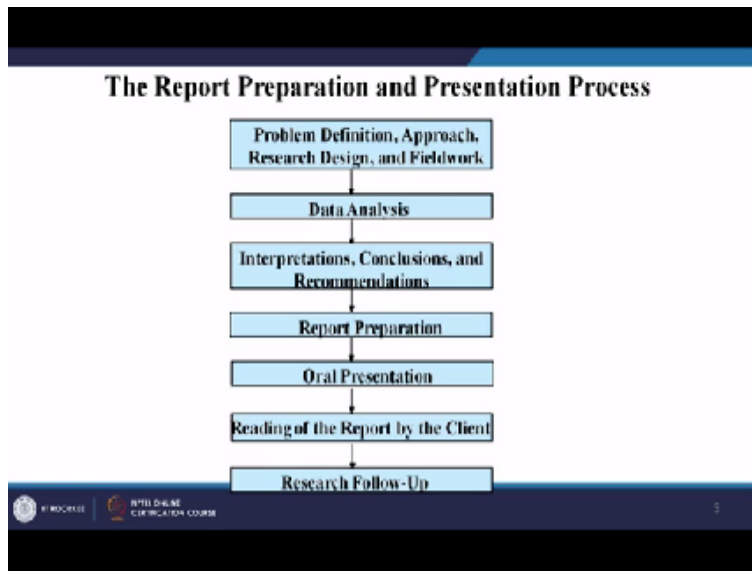 The Report Preparation and Presentation Process
Problem Definition, Approach,
Research Design, and Fieldwork
Data Analysis
Interpretations, Conclusions, and
Recommendations
Report Preparation
Oral Presentation
Reading of the Report by the Client
Research Follow-Up
IIT ROORKEE
NPTEL ONLINE
CERTIFICATION COURSE
5